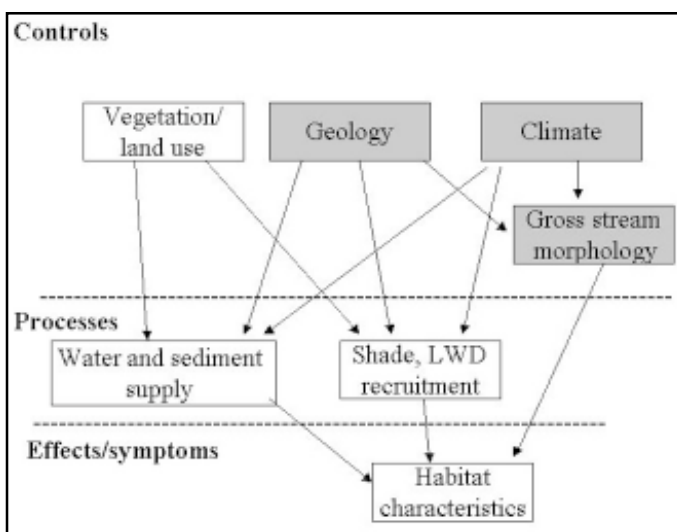 Controls
Vegetation/
land use
Geology
Climate
Gross stream
morphology
Processes
Water and sediment
supply
Shade, LWD
recruitment
Effects/symptoms
Habitat
characteristics